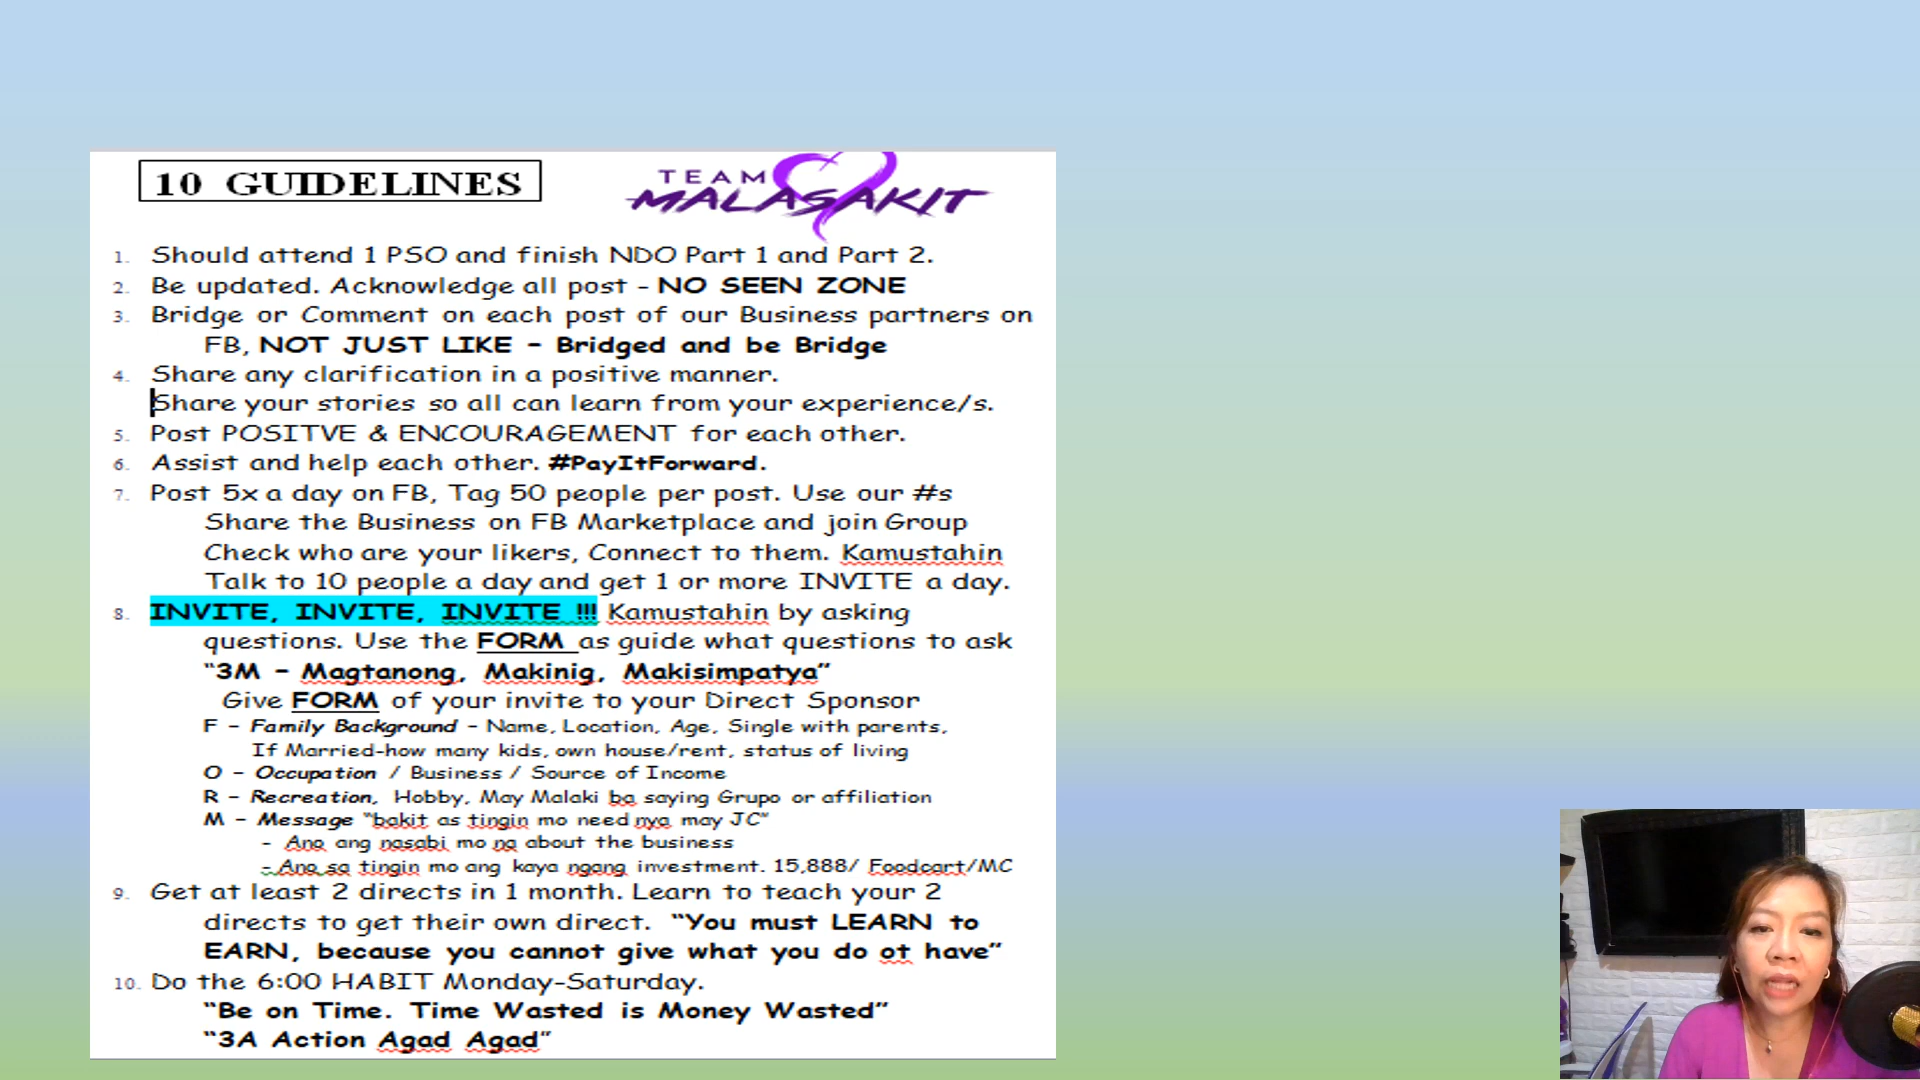 10 GUIDELINES
TEAM
MALASAKIT
1. Should attend 1 PSO and finish NDO Part 1 and Part 2.
2. Be updated. Acknowledge all post - NO SEEN ZONE
3. Bridge or Comment on each post of our Business partners on
FB, NOT JUST LIKE – Bridged and be Bridge
4. Share any clarification in a positive manner.
Share your stories so all can learn from your experience/s.
5. Post POSITVE & ENCOURAGEMENT for each other.
6. Assist and help each other. #PayItForward.
7. Post 5x a day on FB, Tag 50 people per post. Use our #s
Share the Business on FB Marketplace and join Group
Check who are your likers, Connect to them. Kamustahin
Talk to 10 people a day and get 1 or more INVITE a day.
8. INVITE, INVITE, INVITE !!! Kamustahin by asking
questions. Use the FORM as guide what questions to ask
“3M – Magtanong, Makinig, Makisimpatya”
Give FORM of your invite to your Direct Sponsor
F – Family Background – Name, Location, Age, Single with parents,
If Married-how many kids, own house/rent, status of living
O – Occupation / Business / Source of Income
R – Recreation, Hobby, May Malaki ba saying Grupo or affiliation
M – Message “bakit as tingin mo need nya may JC”
- Ano ang nasabi mo na about the business
- Ano sa tingin mo ang kaya ngang investment. 15,888/ Foodcart/MC
9. Get at least 2 directs in 1 month. Learn to teach your 2
directs to get their own direct. “You must LEARN to
EARN, because you cannot give what you do ot have”
10. Do the 6:00 HABIT Monday-Saturday.
“Be on Time. Time Wasted is Money Wasted”
“3A Action Agad Agad”